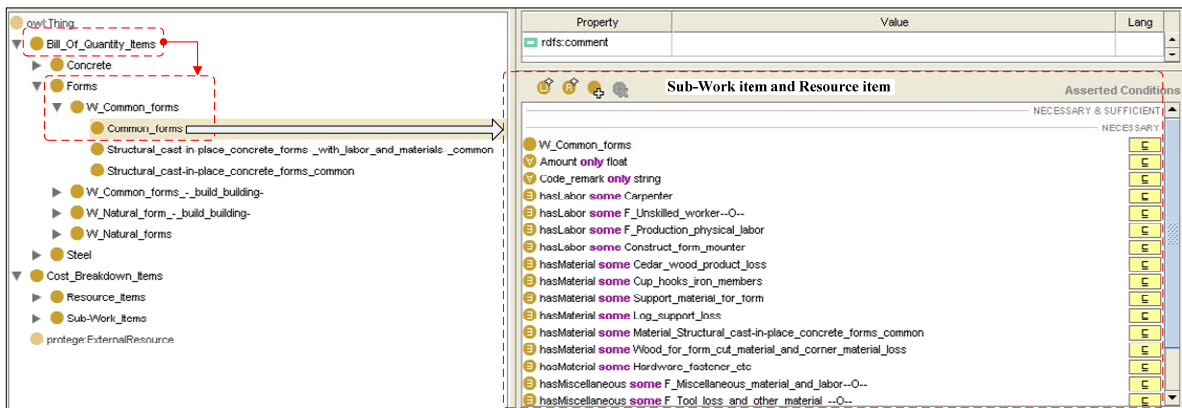 owl:Thing
Bill_Of_Quantity_Items
Concrete
Forms
W_Common_forms
Common_forms
Structural_cast-in-place_concrete_forms-_with_labor_and_materials-_common
Structural_cast-in-place_concrete_forms_common
W_Common_forms_-_build_building-
W_Natural_form_-_build_building-
W_Natural_forms
Steel
Cost_Breakdown_Items
Resource_Items
Sub-Work_Items
protege:ExternalResource
Property Value Lang
rdfs:comment
Sub-Work item and Resource item
Asserted Conditions
NECESSARY & SUFFICIENT
NECESSARY
W_Common_forms
Amount only float
Code_remark only string
hasLabor some Carpenter
hasLabor some F_Unskilled_worker--O--
hasLabor some F_Production_physical_labor
hasLabor some Construct_form_mounter
hasMaterial some Cedar_wood_product_loss
hasMaterial some Cup_hooks_iron_members
hasMaterial some Support_material_for_form
hasMaterial some Log_support_loss
hasMaterial some Material_Structural_cast-in-place_concrete_forms_common
hasMaterial some Wood_for_form_cut_material_and_corner_material_loss
hasMaterial some Hardware_fastener_etc
hasMiscellaneous some F_Miscellaneous_material_and_labor--O--
hasMiscellaneous some F_Tool_loss_and_other_material_--O--